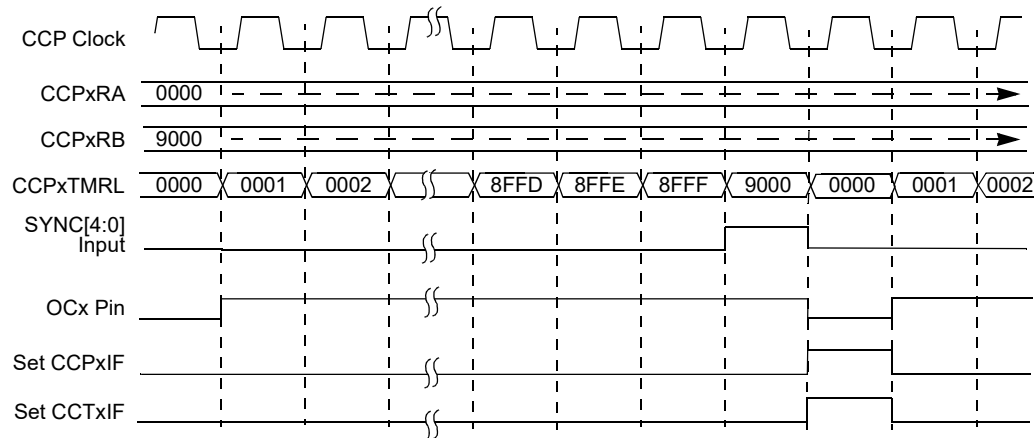 CCP Clock
CCPxRA 0000
CCPxRB 9000
CCPxTMRL 0000 0001 0002 8FFD 8FFE 8FFF 9000 0000 0001 0002
SYNC[4:0]
Input
OCx Pin
Set CCPxIF
Set CCTxIF